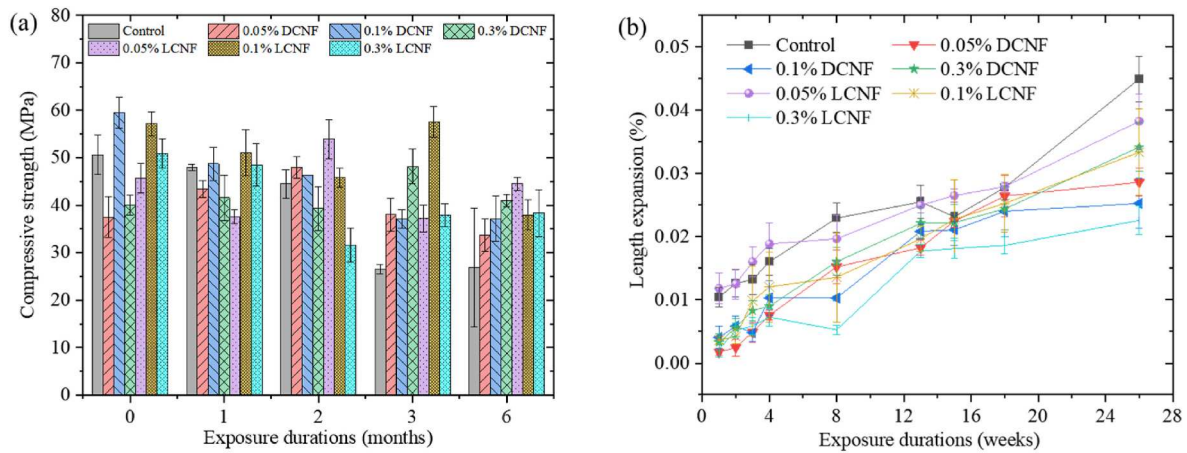 (a)
80
70
60
50
40
30
20
10
0
Compressive strength (MPa)
Control 0.05% DCNF 0.1% DCNF 0.3% DCNF
0.05% LCNF 0.1% LCNF 0.3% LCNF
0 1 2 3 6
Exposure durations (months)
(b)
0.05
0.04
0.03
0.02
0.01
0.00
Length expansion (%)
Control 0.05% DCNF
0.1% DCNF 0.3% DCNF
0.05% LCNF 0.1% LCNF
0.3% LCNF
0 4 8 12 16 20 24 28
Exposure durations (weeks)